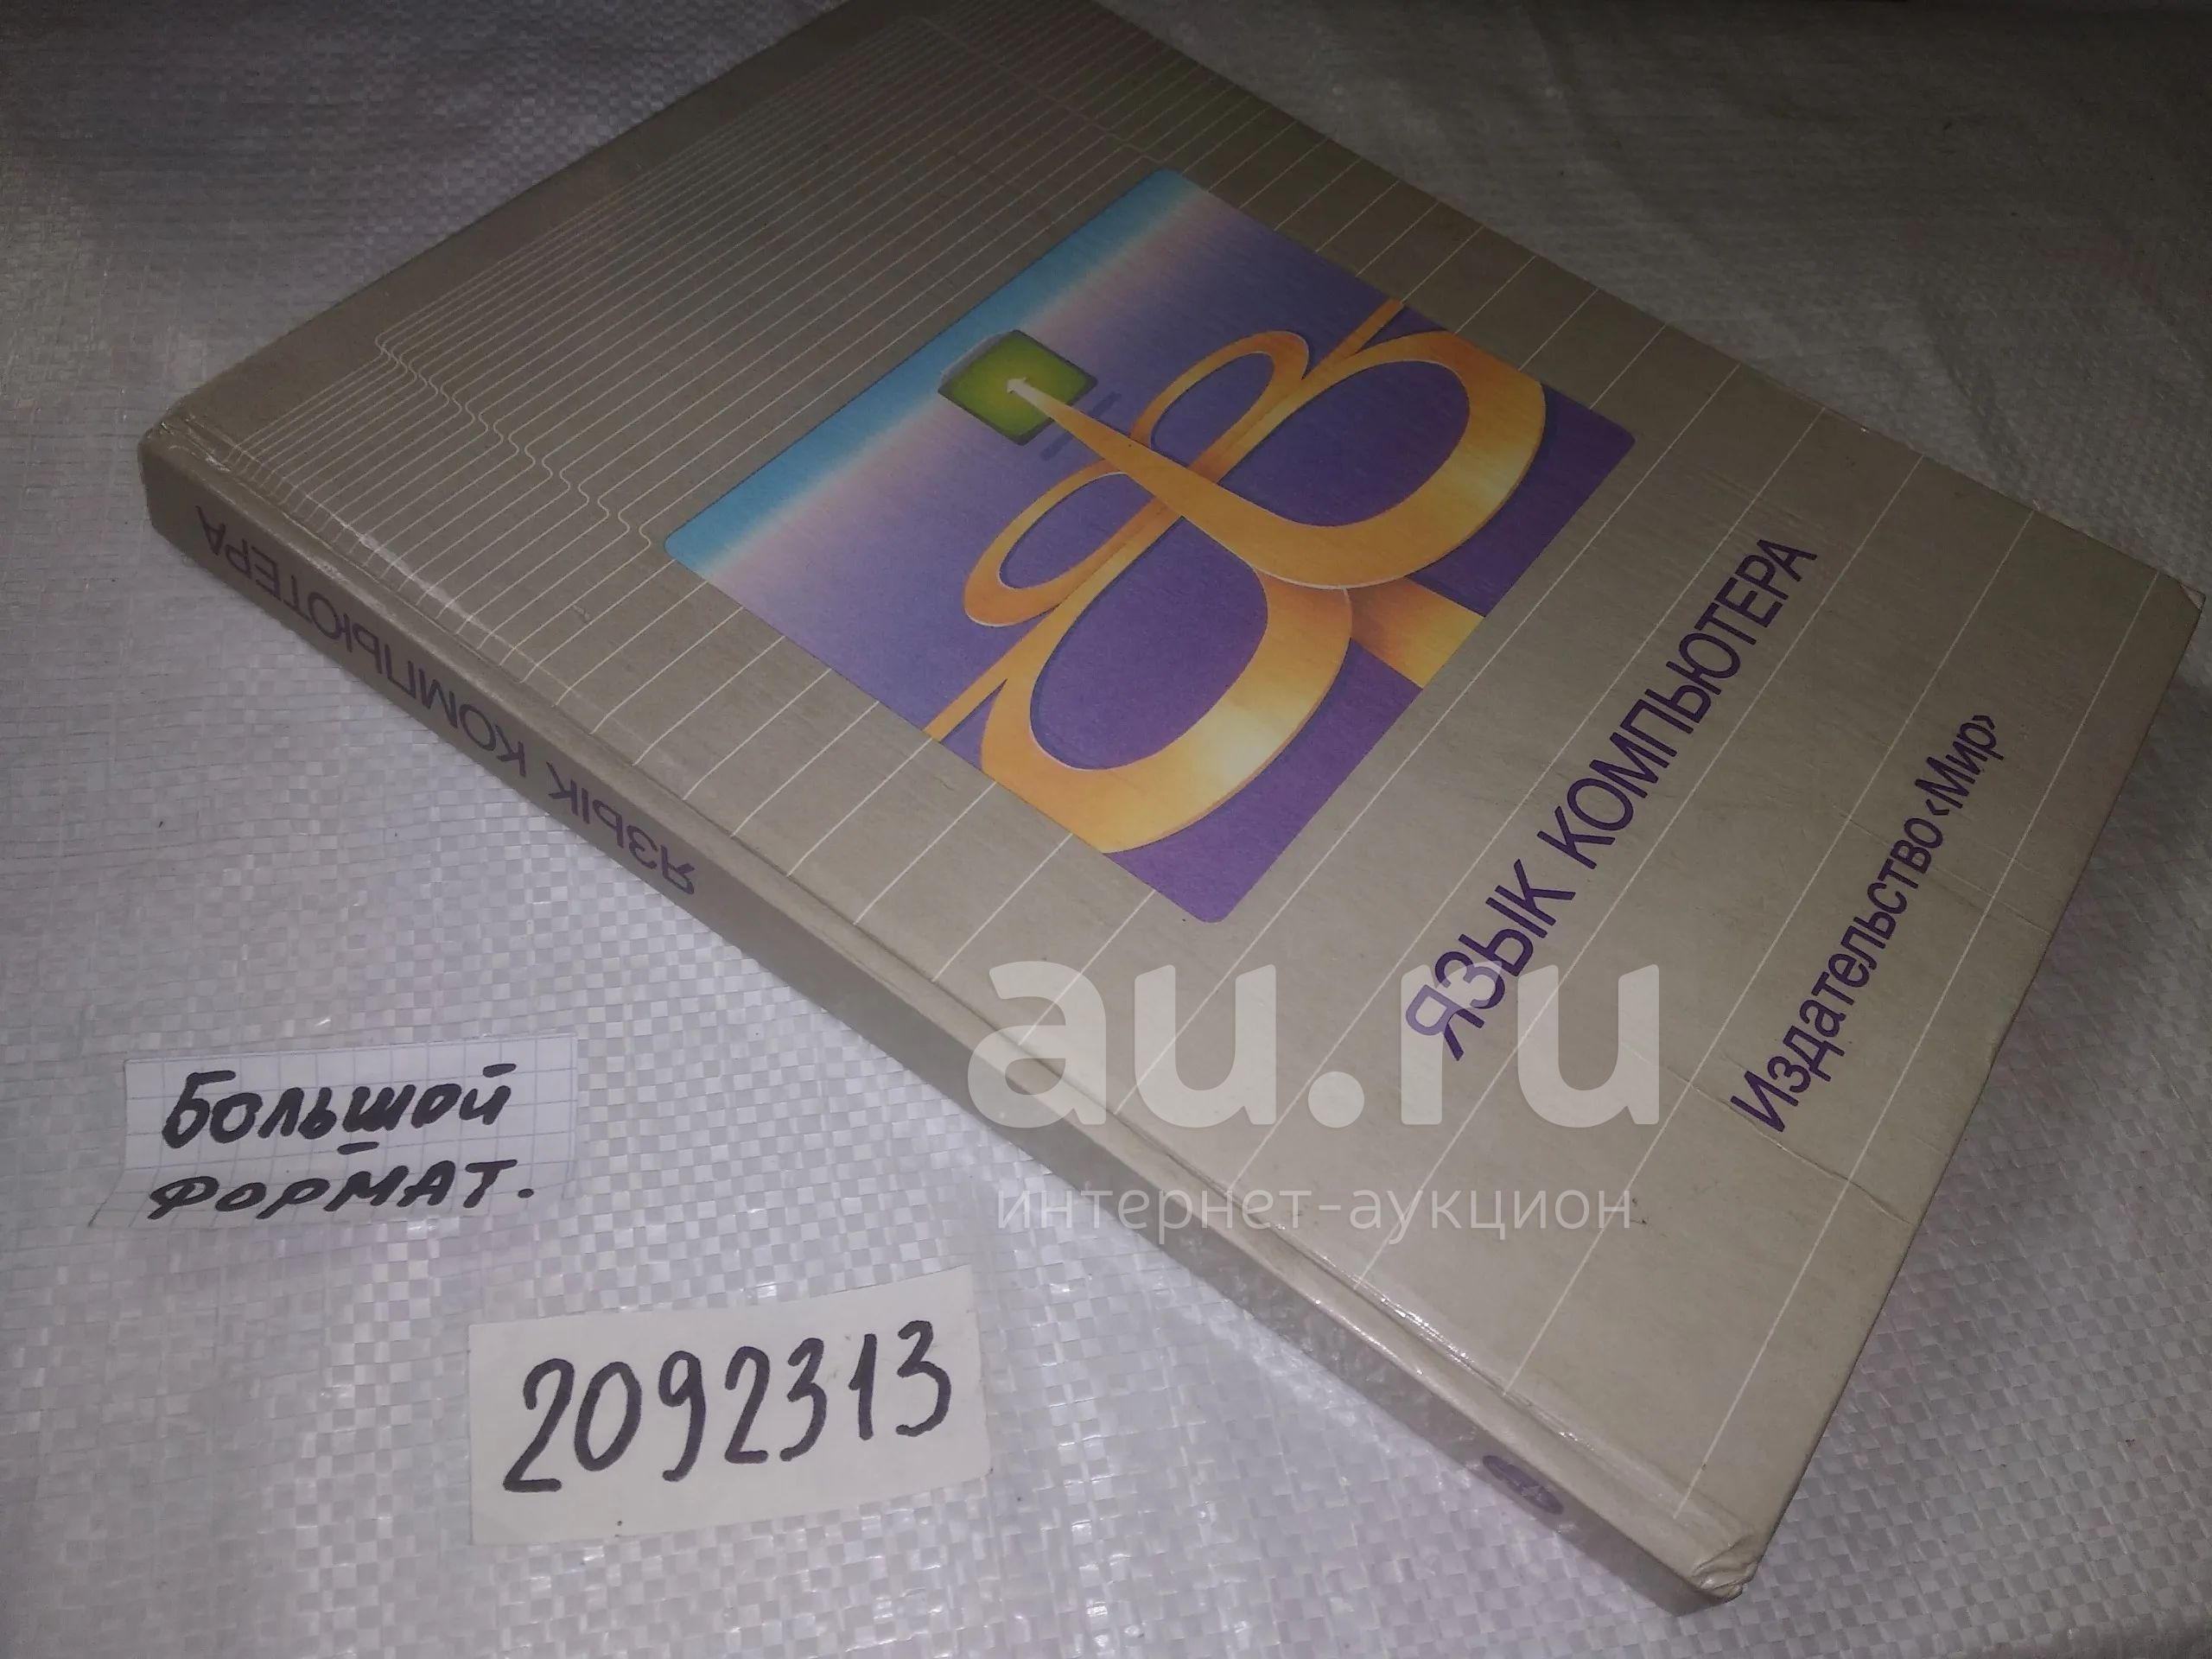 ЯЗЫК КОМПЬЮТЕРА
ЯЗЫК КОМПЬЮТЕРА
Издательство «Мир»
au.ru
интернет-аукцион
Большой
формат.
2092313